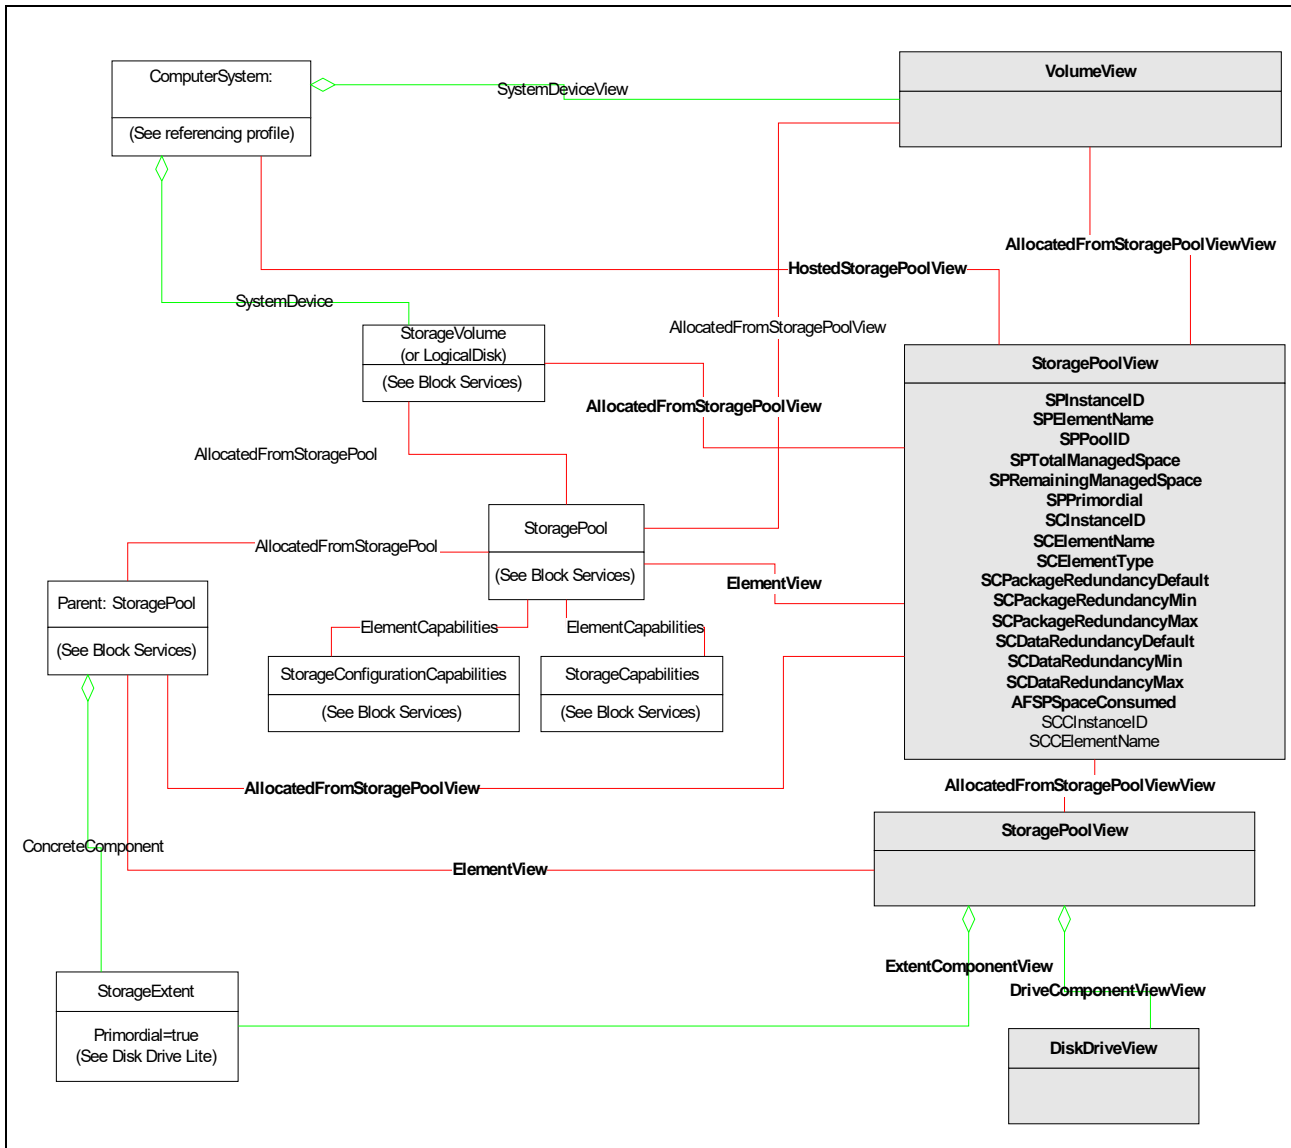 ComputerSystem:
(See referencing profile)
SystemDeviceView
VolumeView
AllocatedFromStoragePoolViewView
HostedStoragePoolView
SystemDevice
StorageVolume
(or LogicalDisk)
(See Block Services)
AllocatedFromStoragePoolView
AllocatedFromStoragePoolView
StoragePoolView
SPInstanceID
SPElementName
SPPoolID
SPTotalManagedSpace
SPRemainingManagedSpace
SPPrimordial
SCInstanceID
SCElementName
SCElementType
SCPackageRedundancyDefault
SCPackageRedundancyMin
SCPackageRedundancyMax
SCDataRedundancyDefault
SCDataRedundancyMin
SCDataRedundancyMax
AFSPSpaceConsumed
SCCInstanceID
SCCElementName
AllocatedFromStoragePool
StoragePool
(See Block Services)
AllocatedFromStoragePool
ElementView
Parent: StoragePool
(See Block Services)
ElementCapabilities
ElementCapabilities
StorageConfigurationCapabilities
(See Block Services)
StorageCapabilities
(See Block Services)
AllocatedFromStoragePoolView
AllocatedFromStoragePoolViewView
StoragePoolView
ConcreteComponent
ElementView
ExtentComponentView
DriveComponentViewView
StorageExtent
Primordial=true
(See Disk Drive Lite)
DiskDriveView